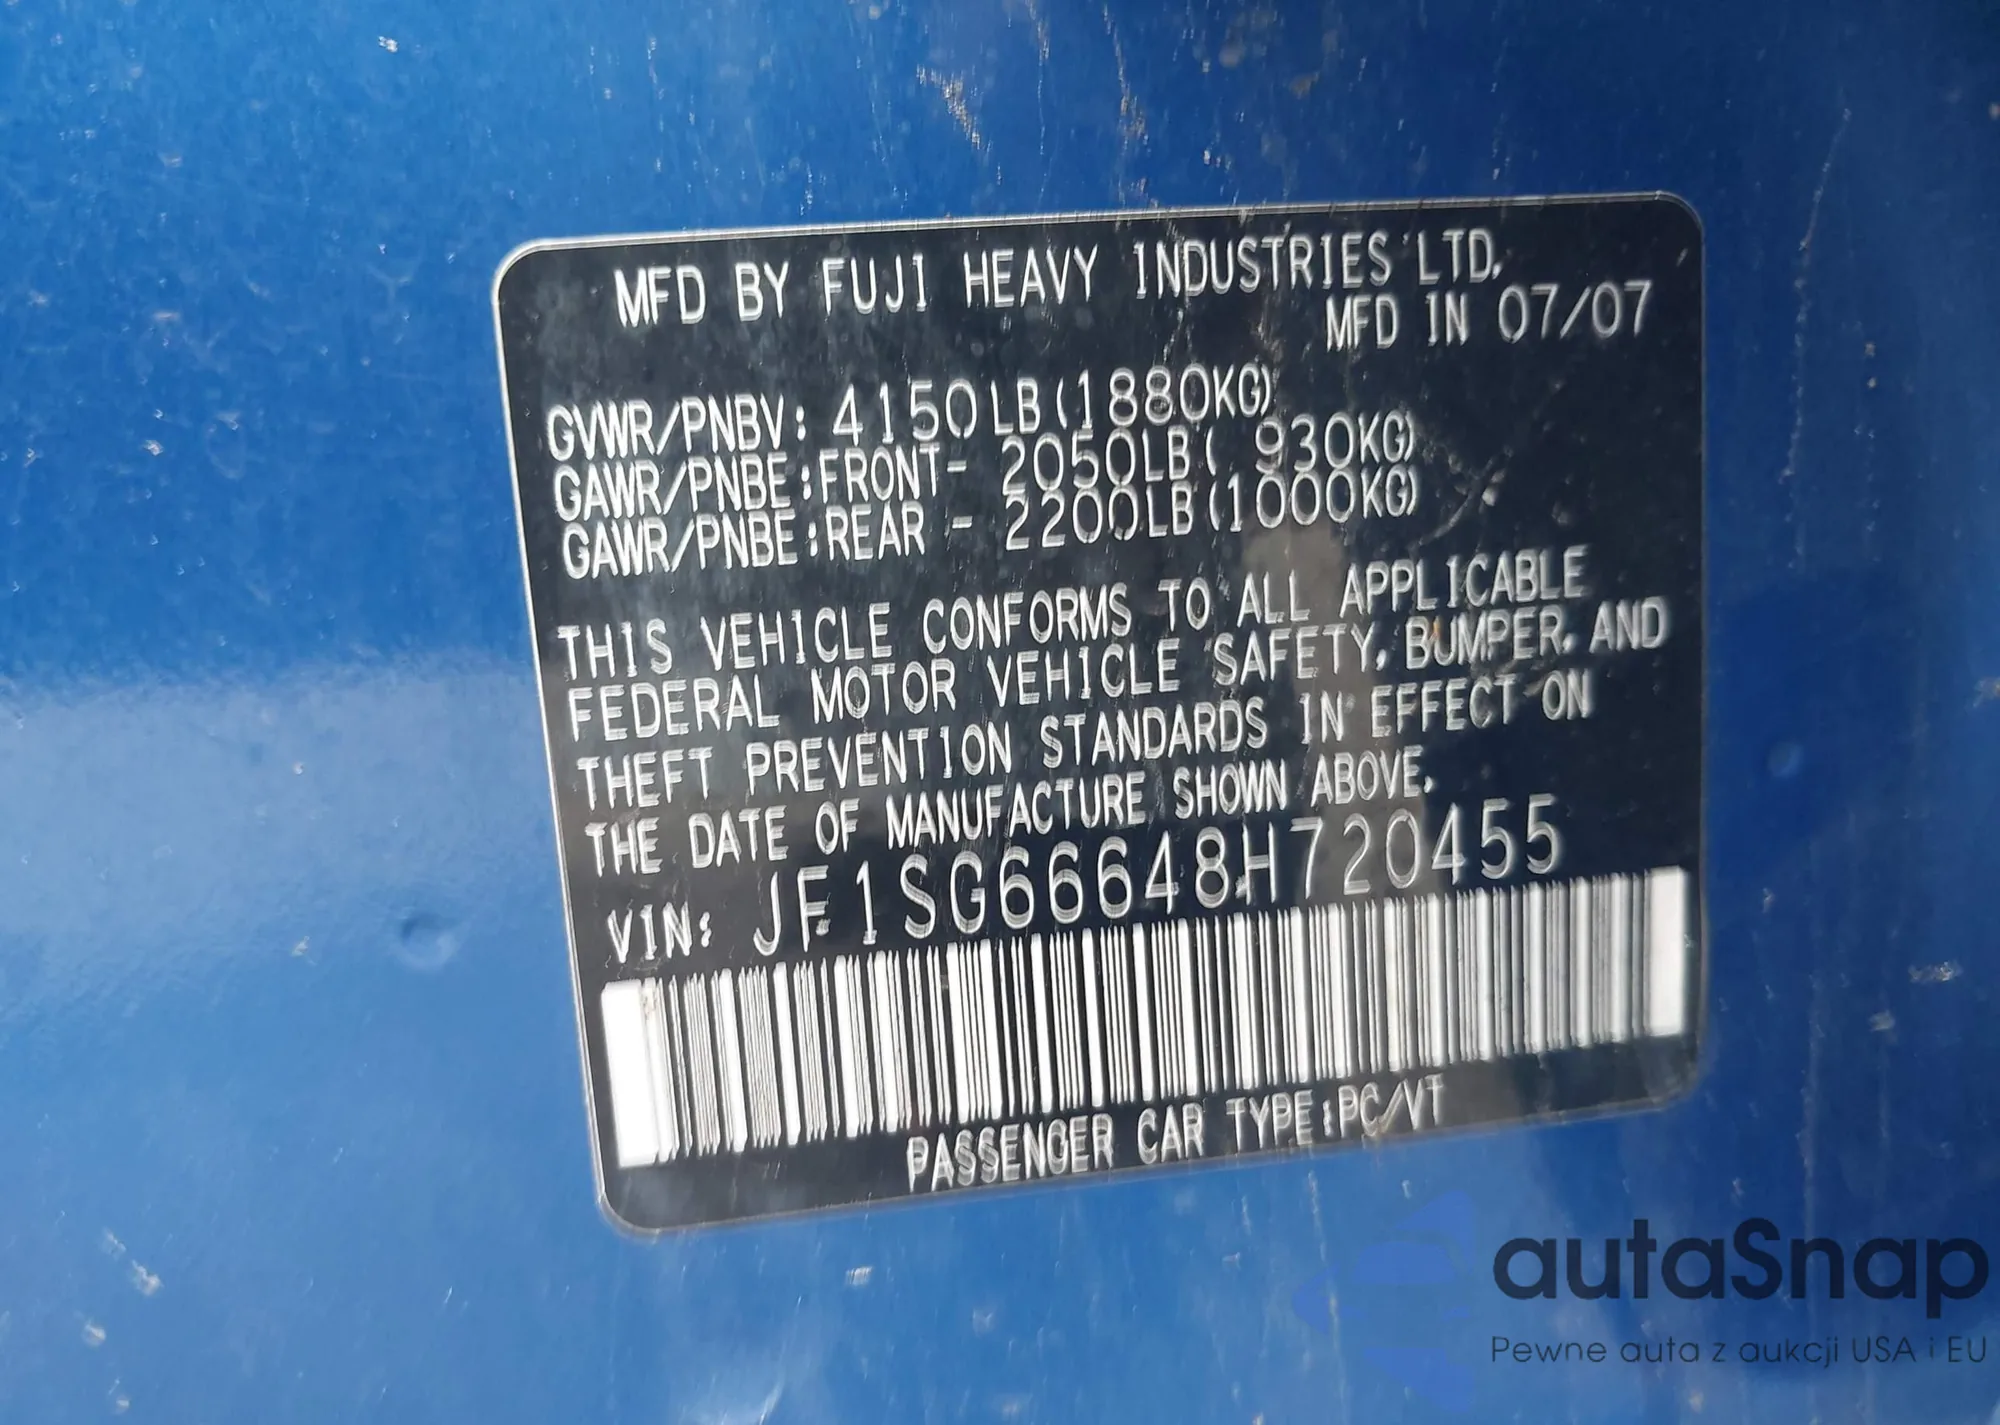 MFD BY FUJI HEAVY INDUSTRIES LTD.
MFD IN 07/07
GVWR/PNBV: 4150LB(1880KG)
GAWR/PNBE:FRONT- 2050LB( 930KG)
GAWR/PNBE:REAR - 2200LB(1000KG)
THIS VEHICLE CONFORMS TO ALL APPLICABLE
FEDERAL MOTOR VEHICLE SAFETY, BUMPER, AND
THEFT PREVENTION STANDARDS IN EFFECT ON
THE DATE OF MANUFACTURE SHOWN ABOVE.
VIN: JF1SG66648H720455
PASSENGER CAR TYPE:PC/VT
autaSnap
Pewne auta z aukcji USA i EU